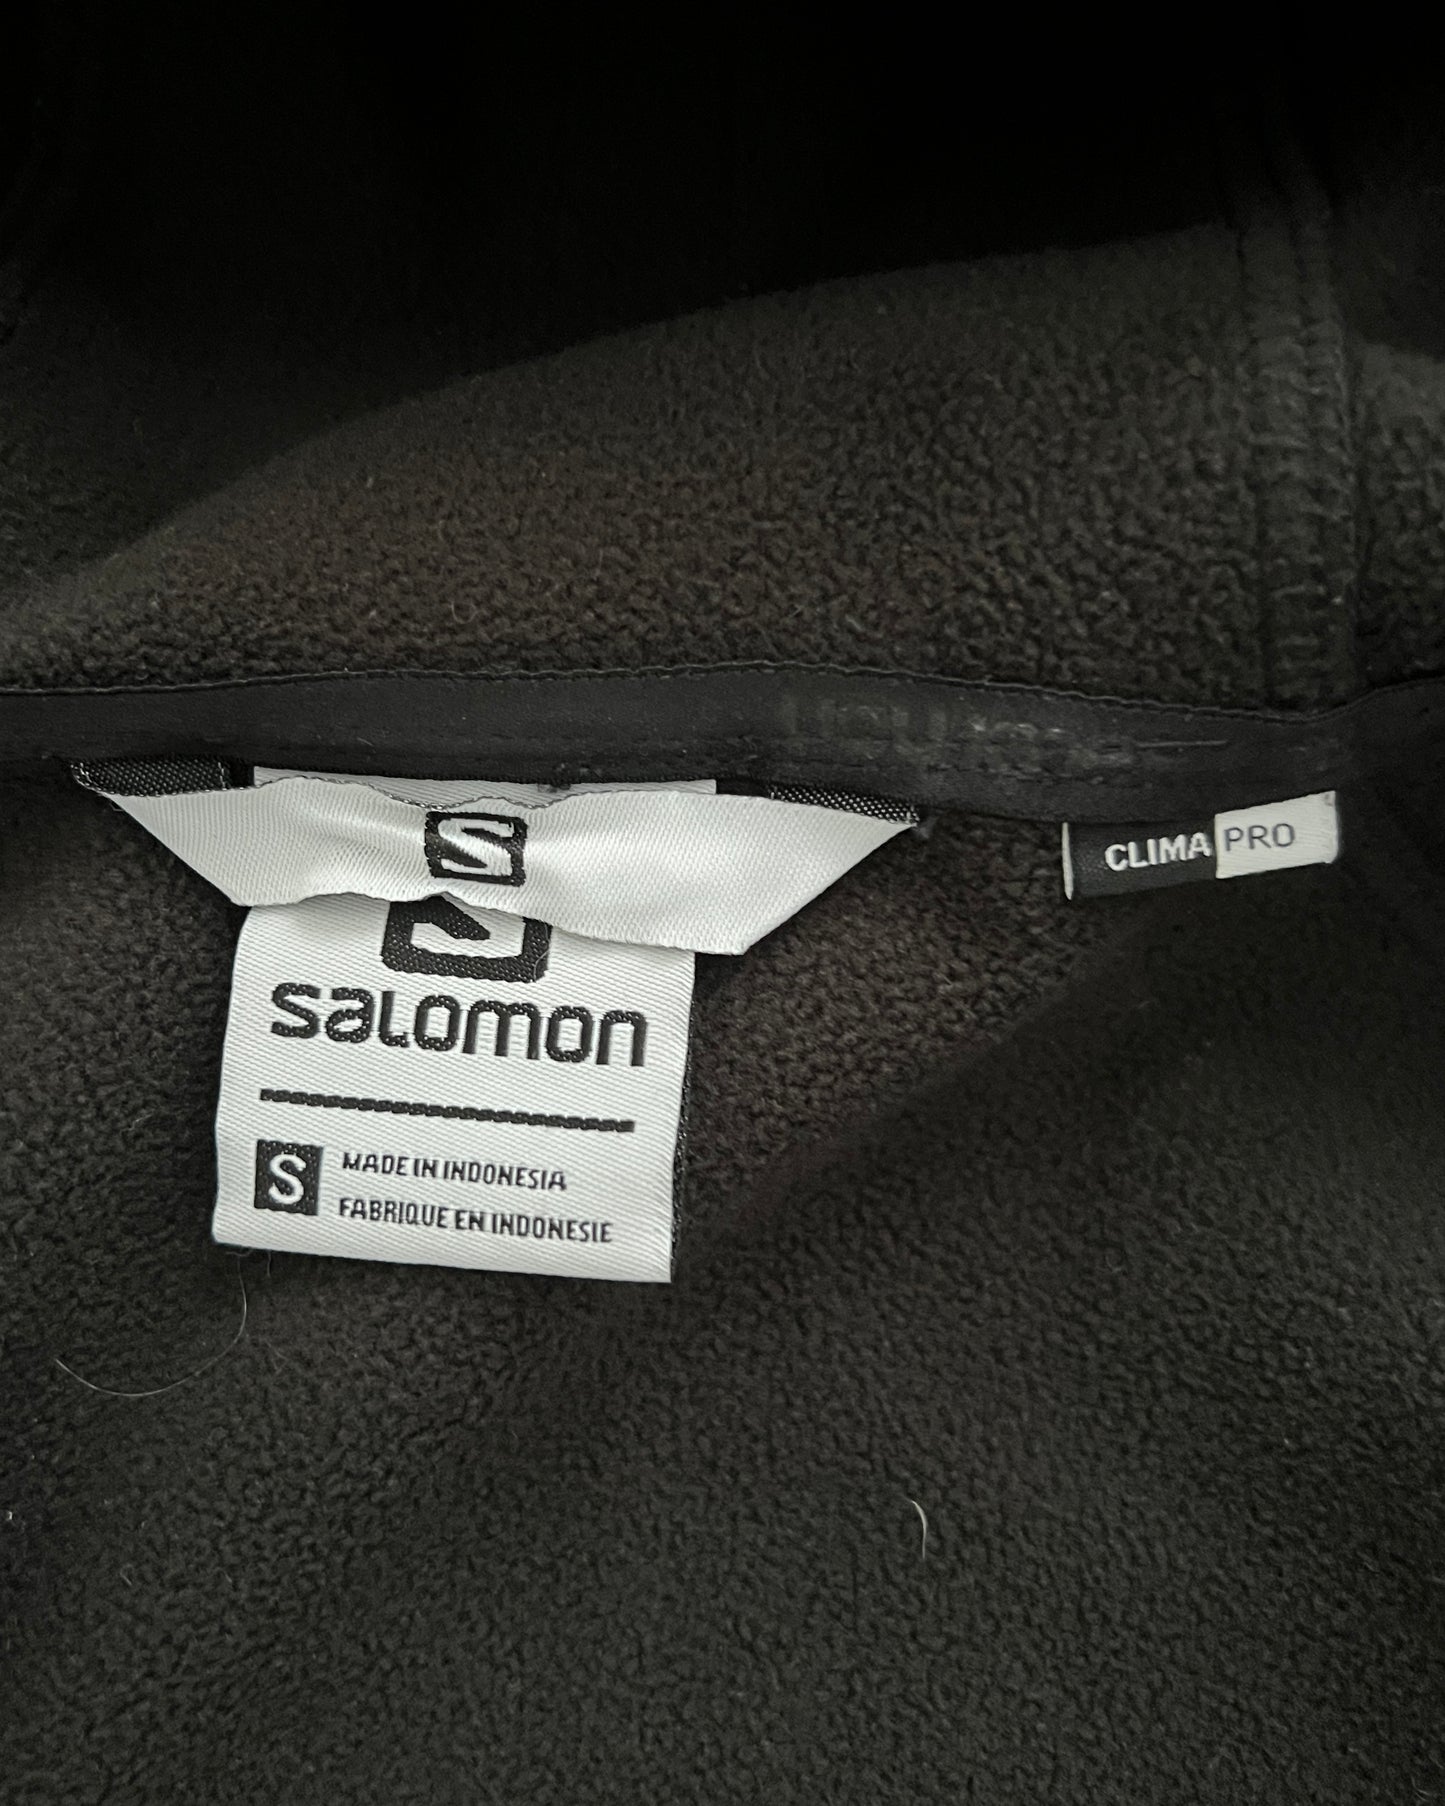 S
salomon
S
MADE IN INDONESIA
FABRIQUE EN INDONESIE
CLIMA PRO